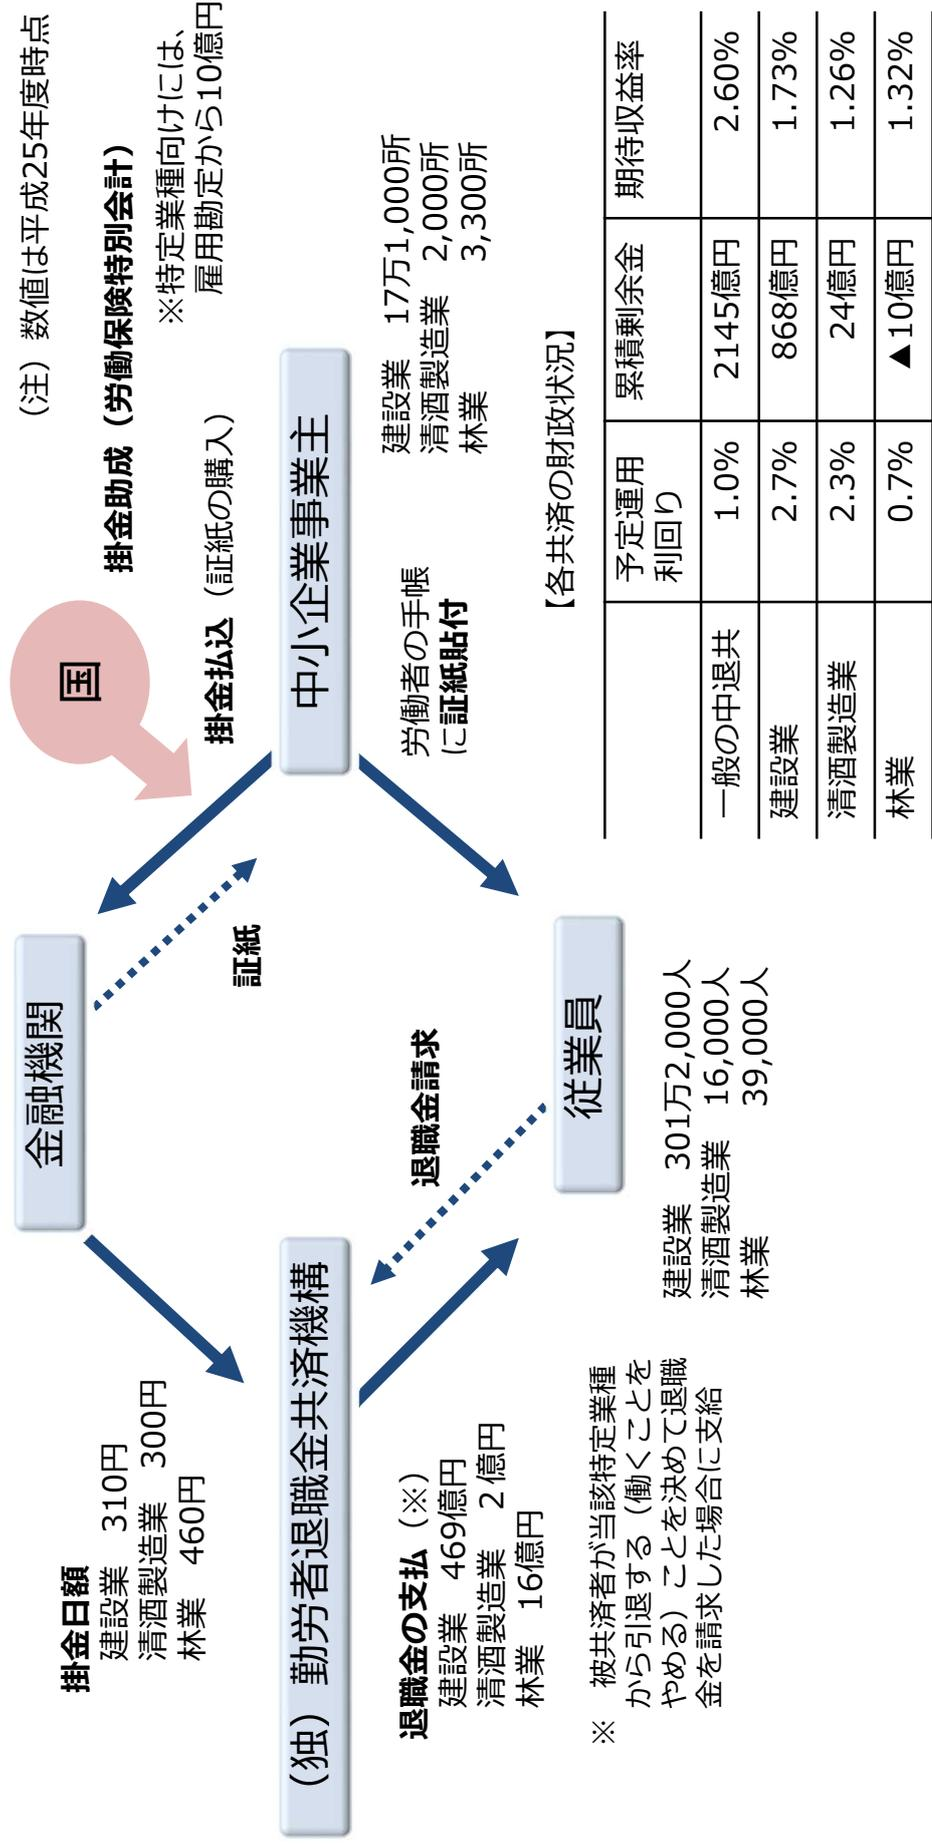 （注）数値は平成25年度時点
国
掛金助成（労働保険特別会計）
※特定業種向けには、
雇用勘定から10億円
金融機関
掛金日額
建設業　310円
清酒製造業　300円
林業　460円
証紙
掛金払込（証紙の購入）
（独）勤労者退職金共済機構
中小企業事業主
建設業　17万1,000所
清酒製造業　2,000所
林業　3,300所
退職金の支払（※）
建設業　469億円
清酒製造業　2億円
林業　16億円
退職金請求
労働者の手帳
に証紙貼付
従業員
建設業　301万2,000人
清酒製造業　16,000人
林業　39,000人
※　被共済者が当該特定業種
から引退する（働くことを
やめる）ことを決めて退職
金を請求した場合に支給
【各共済の財政状況】
予定運用
利回り
累積剰余金　期待収益率
一般の中退共　1.0%　2145億円　2.60%
建設業　2.7%　868億円　1.73%
清酒製造業　2.3%　24億円　1.26%
林業　0.7%　▲10億円　1.32%